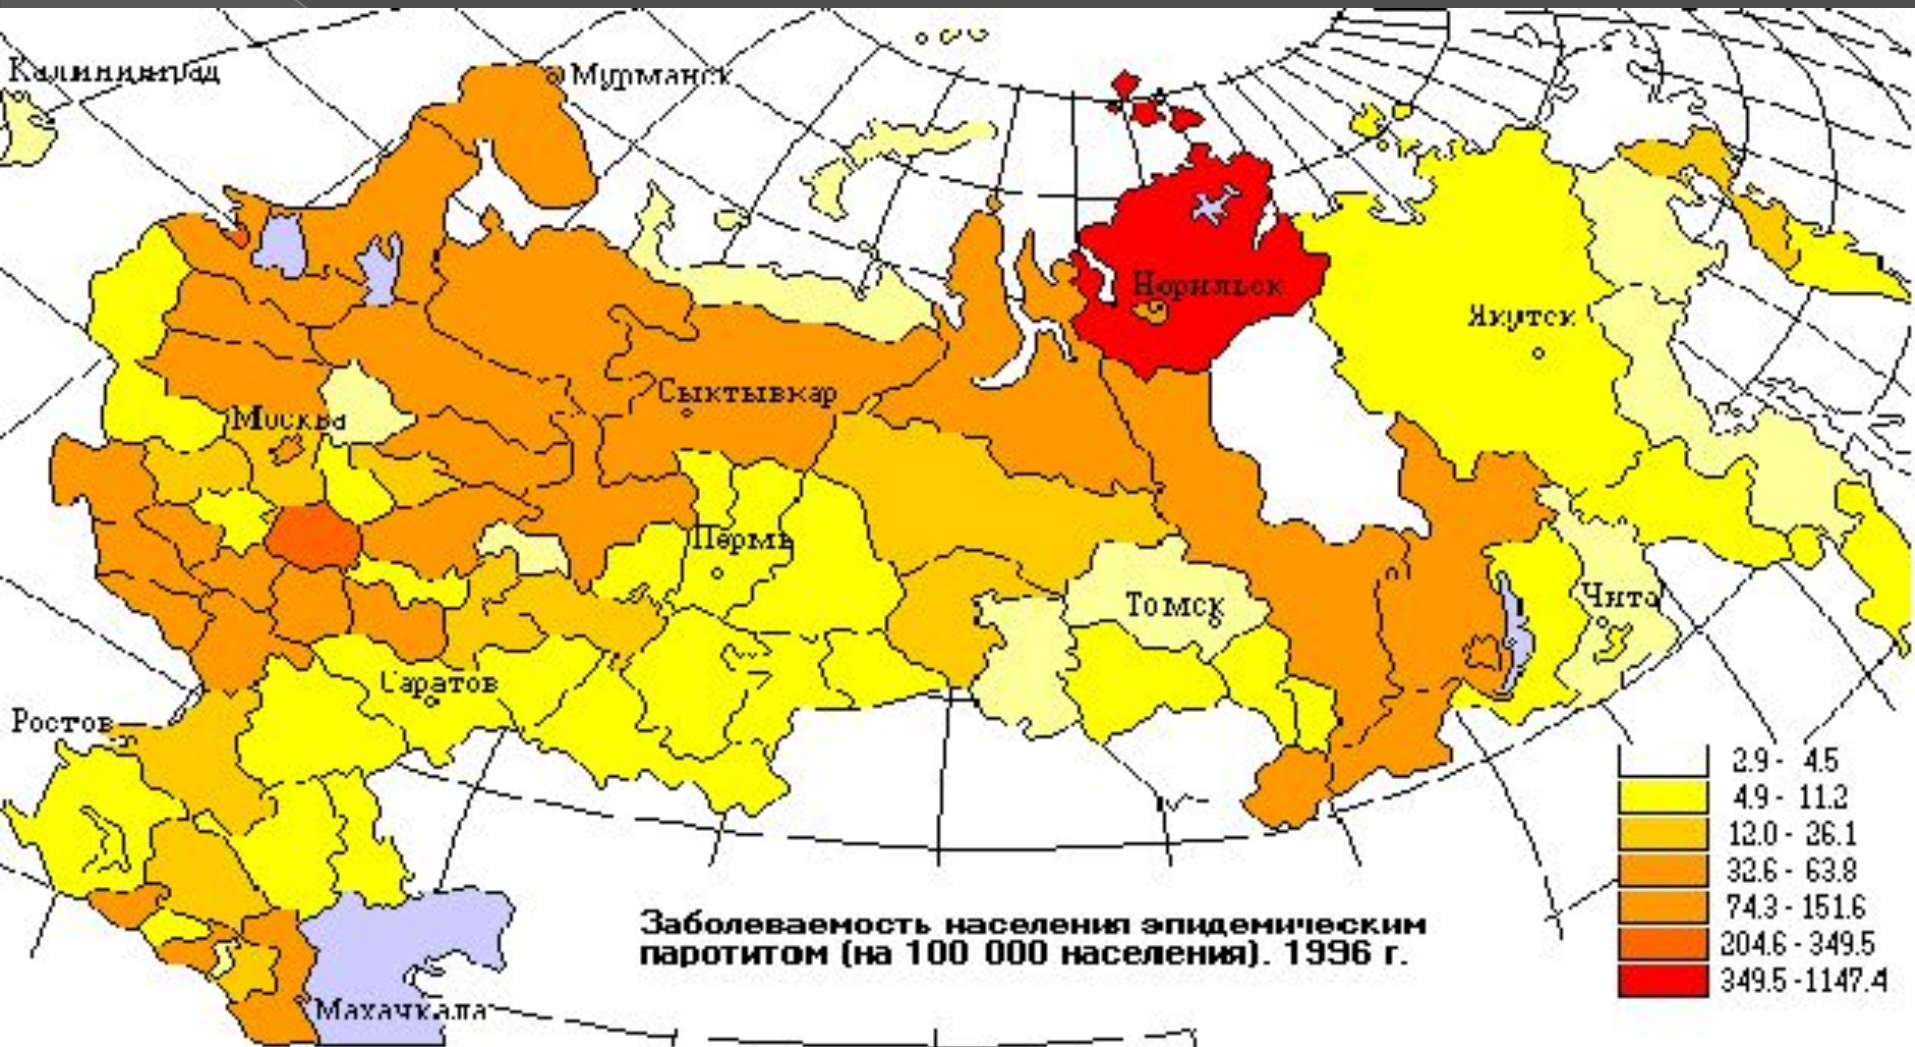 Калининград
Мурманск
Норильск
Якутск
Сыктывкар
Москва
Пермь
Томск
Чита
Саратов
Ростов
Махачкала
2.9 - 4.5
4.9 - 11.2
12.0 - 26.1
32.6 - 63.8
74.3 - 151.6
204.6 - 349.5
349.5 - 1147.4
Заболеваемость населения эпидемическим
паротитом (на 100 000 населения). 1996 г.